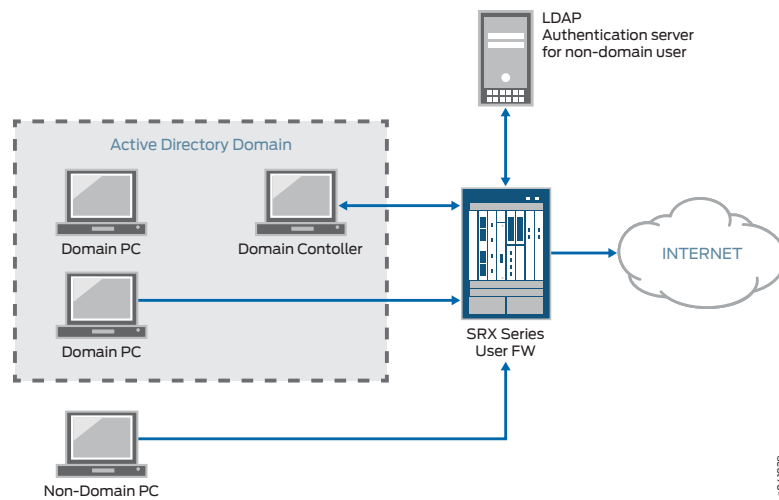 LDAP
Authentication server
for non-domain user
Active Directory Domain
Domain PC
Domain Contoller
INTERNET
Domain PC
SRX Series
User FW
Non-Domain PC